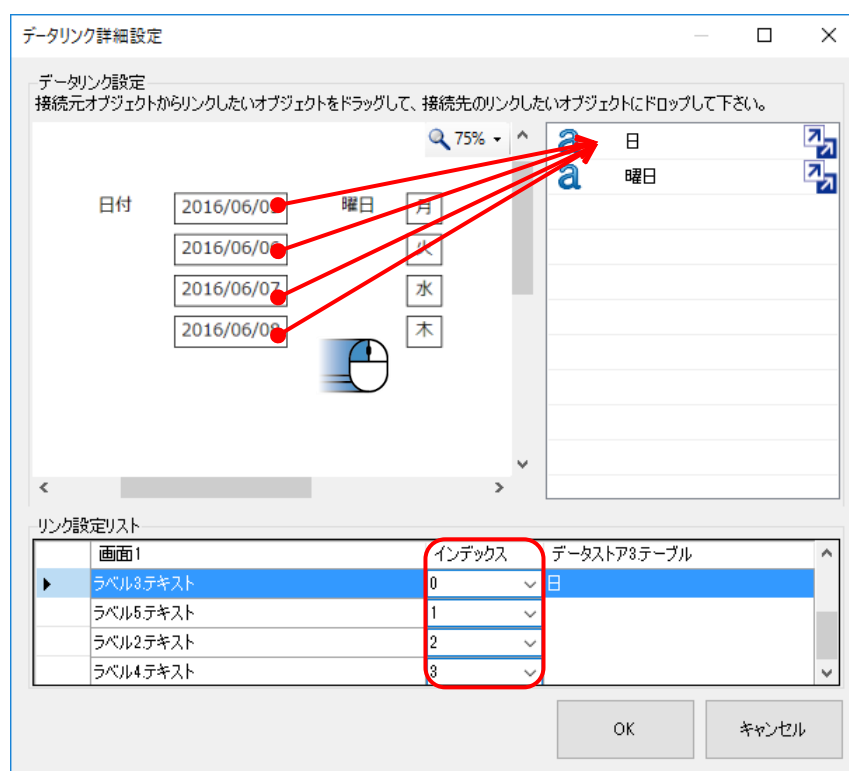 データリンク詳細設定
データリンク設定
接続元オブジェクトからリンクしたいオブジェクトをドラッグして、接続先のリンクしたいオブジェクトにドロップして下さい。
75%
a 日
a 曜日
日付 2016/06/05 曜日 月
2016/06/06 火
2016/06/07 水
2016/06/08 木
リンク設定リスト
画面1 インデックス データストア3.テーブル
ラベル3.テキスト 0 日
ラベル5.テキスト 1
ラベル2.テキスト 2
ラベル4.テキスト 3
OK キャンセル